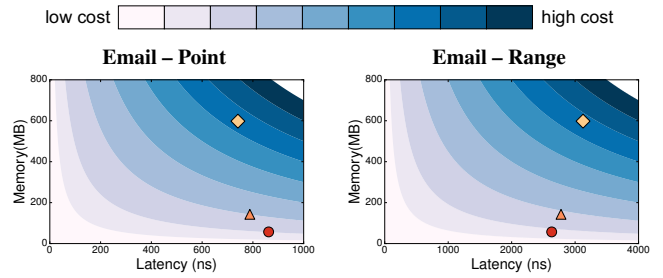 low cost high cost
Email – Point Email – Range
800 800
600 600
400 400
200 200
0 0
Memory(MB) Memory(MB)
0 200 400 600 800 1000 0 1000 2000 3000 4000
Latency (ns) Latency (ns)